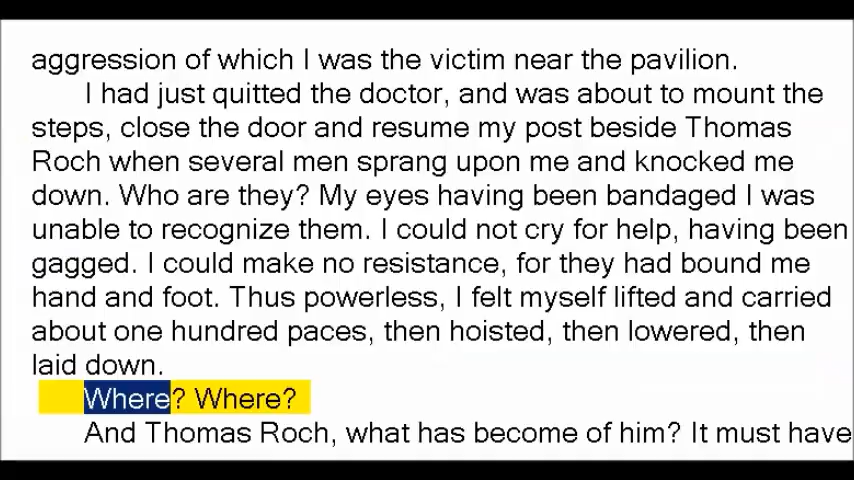 aggression of which I was the victim near the pavilion.
I had just quitted the doctor, and was about to mount the
steps, close the door and resume my post beside Thomas
Roch when several men sprang upon me and knocked me
down. Who are they? My eyes having been bandaged I was
unable to recognize them. I could not cry for help, having been
gagged. I could make no resistance, for they had bound me
hand and foot. Thus powerless, I felt myself lifted and carried
about one hundred paces, then hoisted, then lowered, then
laid down.
Where? Where?
And Thomas Roch, what has become of him? It must have